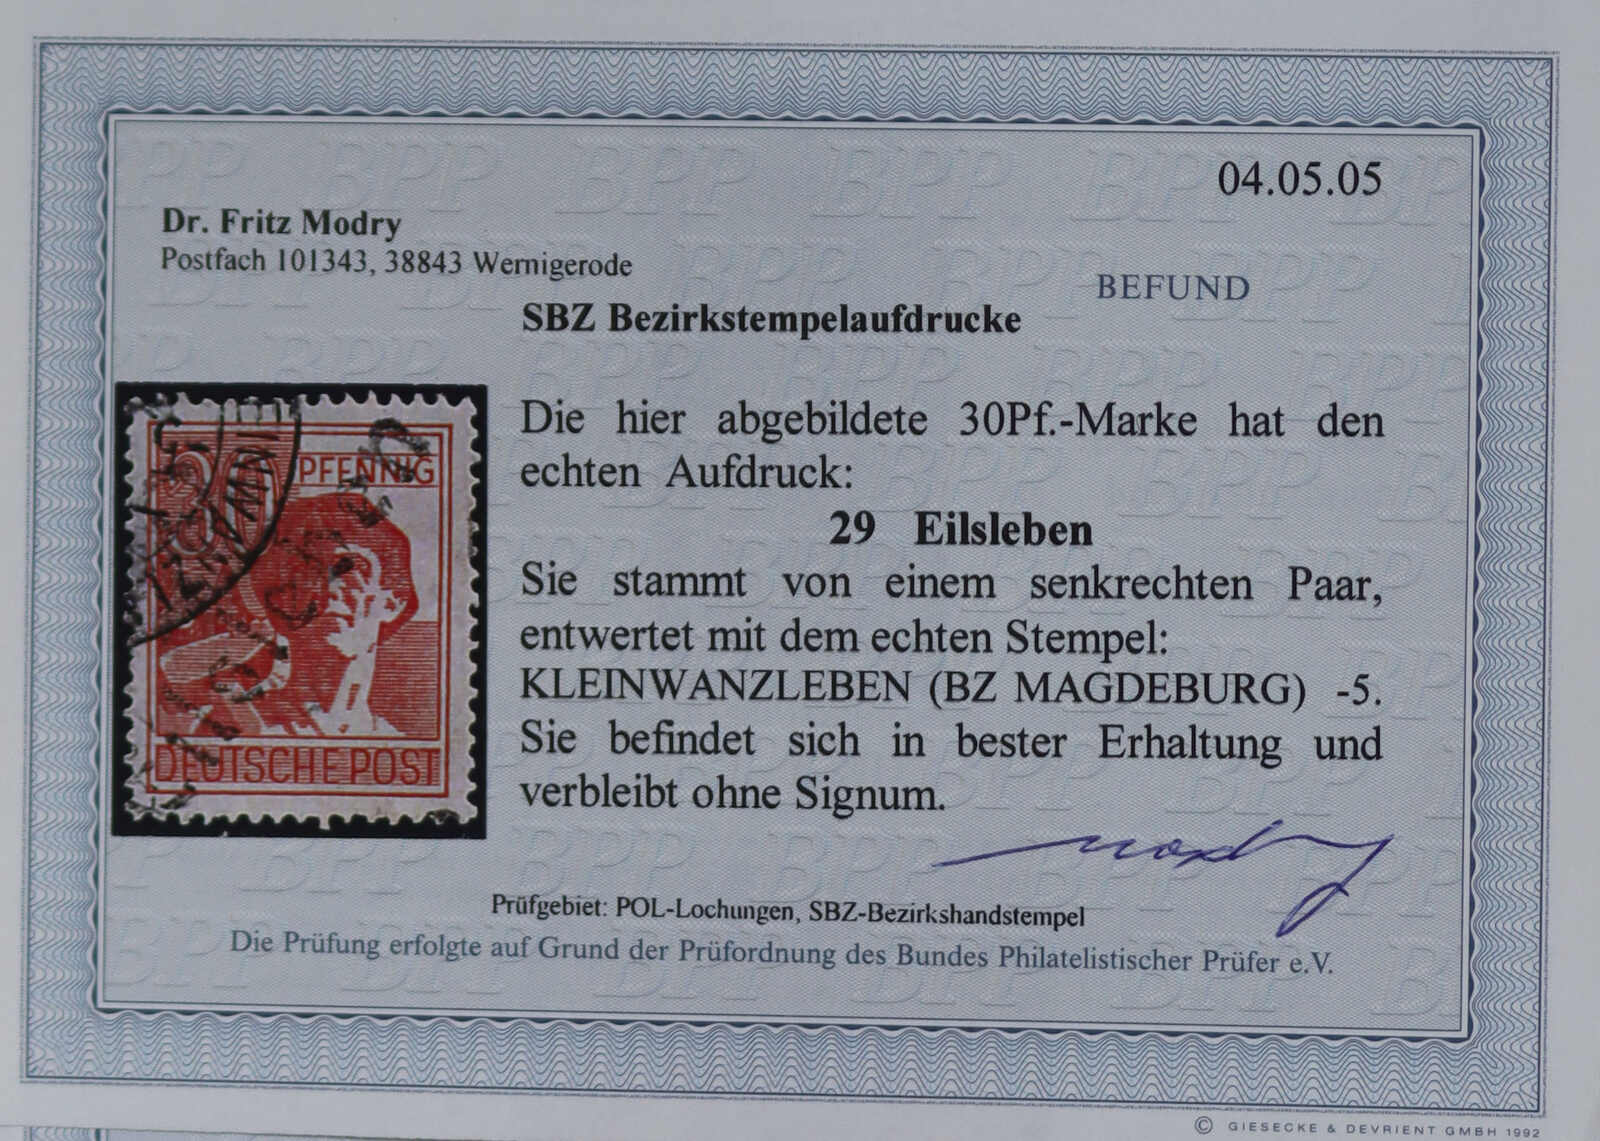 04.05.05
Dr. Fritz Modry
Postfach 101343, 38843 Wernigerode
BEFUND
SBZ Bezirkstempelaufdrucke
Die hier abgebildete 30Pf.-Marke hat den
echten Aufdruck:
29 Eilsleben
Sie stammt von einem senkrechten Paar,
entwertet mit dem echten Stempel:
KLEINWANZLEBEN (BZ MAGDEBURG) -5.
Sie befindet sich in bester Erhaltung und
verbleibt ohne Signum.
30 PFENNIG
DEUTSCHE POST
Modry
Prüfgebiet: POL-Lochungen, SBZ-Bezirkshandstempel
Die Prüfung erfolgte auf Grund der Prüfordnung des Bundes Philatelistischer Prüfer e.V.
© GIESECKE & DEVRIENT GMBH 1992